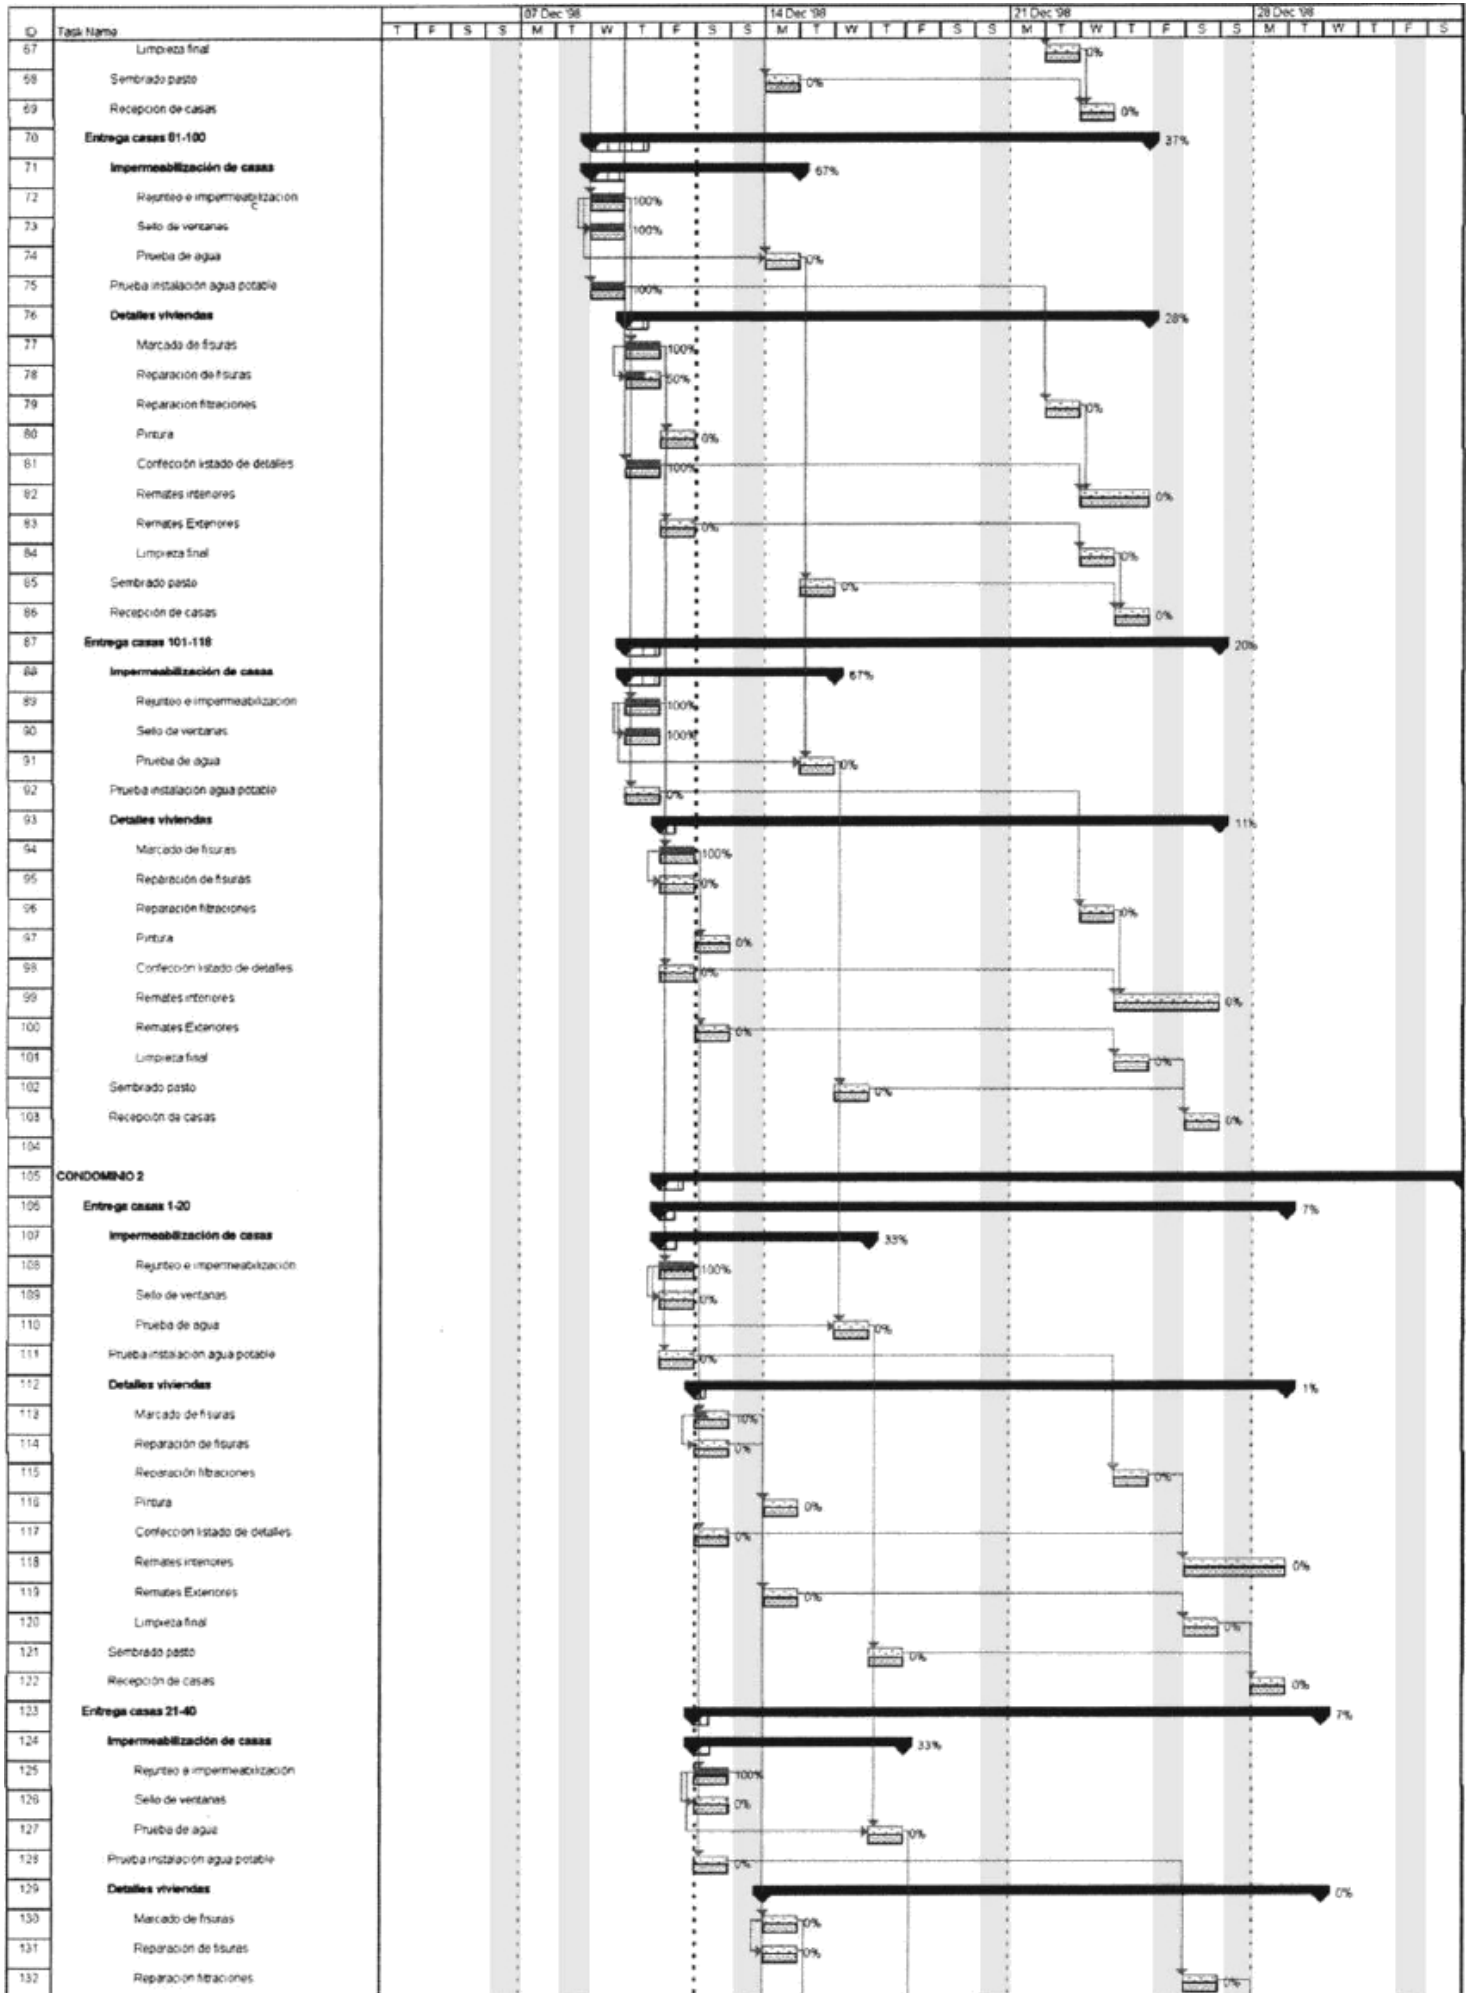 07 Dec '98 14 Dec '98 21 Dec '98 28 Dec '98
ID Task Name T F S S M T W T F S S M T W T F S S M T W T F S S M T W T F S
67 Limpieza final 0%
68 Sembrado pasto 0%
69 Recepción de casas 0%
70 Entrega casas 81-100 37%
71 Impermeabilización de casas 67%
72 Rejunteo e impermeabilización 100%
73 Sello de ventanas 100%
74 Prueba de agua 0%
75 Prueba instalación agua potable 100%
76 Detalles viviendas 28%
77 Marcado de fisuras 100%
78 Reparación de fisuras 50%
79 Reparación filtraciones 0%
80 Pintura 0%
81 Confección listado de detalles 100%
82 Remates interiores 0%
83 Remates Exteriores 0%
84 Limpieza final 0%
85 Sembrado pasto 0%
86 Recepción de casas 0%
87 Entrega casas 101-118 20%
88 Impermeabilización de casas 67%
89 Rejunteo e impermeabilización 100%
90 Sello de ventanas 100%
91 Prueba de agua 0%
92 Prueba instalación agua potable 0%
93 Detalles viviendas 11%
94 Marcado de fisuras 100%
95 Reparación de fisuras 0%
96 Reparación filtraciones 0%
97 Pintura 0%
98 Confección listado de detalles 0%
99 Remates interiores 0%
100 Remates Exteriores 0%
101 Limpieza final 0%
102 Sembrado pasto 0%
103 Recepción de casas 0%
104
105 CONDOMINIO 2
106 Entrega casas 1-20 7%
107 Impermeabilización de casas 33%
108 Rejunteo e impermeabilización 100%
109 Sello de ventanas 0%
110 Prueba de agua 0%
111 Prueba instalación agua potable 0%
112 Detalles viviendas 1%
113 Marcado de fisuras 10%
114 Reparación de fisuras 0%
115 Reparación filtraciones 0%
116 Pintura 0%
117 Confección listado de detalles 0%
118 Remates interiores 0%
119 Remates Exteriores 0%
120 Limpieza final 0%
121 Sembrado pasto 0%
122 Recepción de casas 0%
123 Entrega casas 21-40 7%
124 Impermeabilización de casas 33%
125 Rejunteo e impermeabilización 100%
126 Sello de ventanas 0%
127 Prueba de agua 0%
128 Prueba instalación agua potable 0%
129 Detalles viviendas 0%
130 Marcado de fisuras 0%
131 Reparación de fisuras 0%
132 Reparación filtraciones 0%